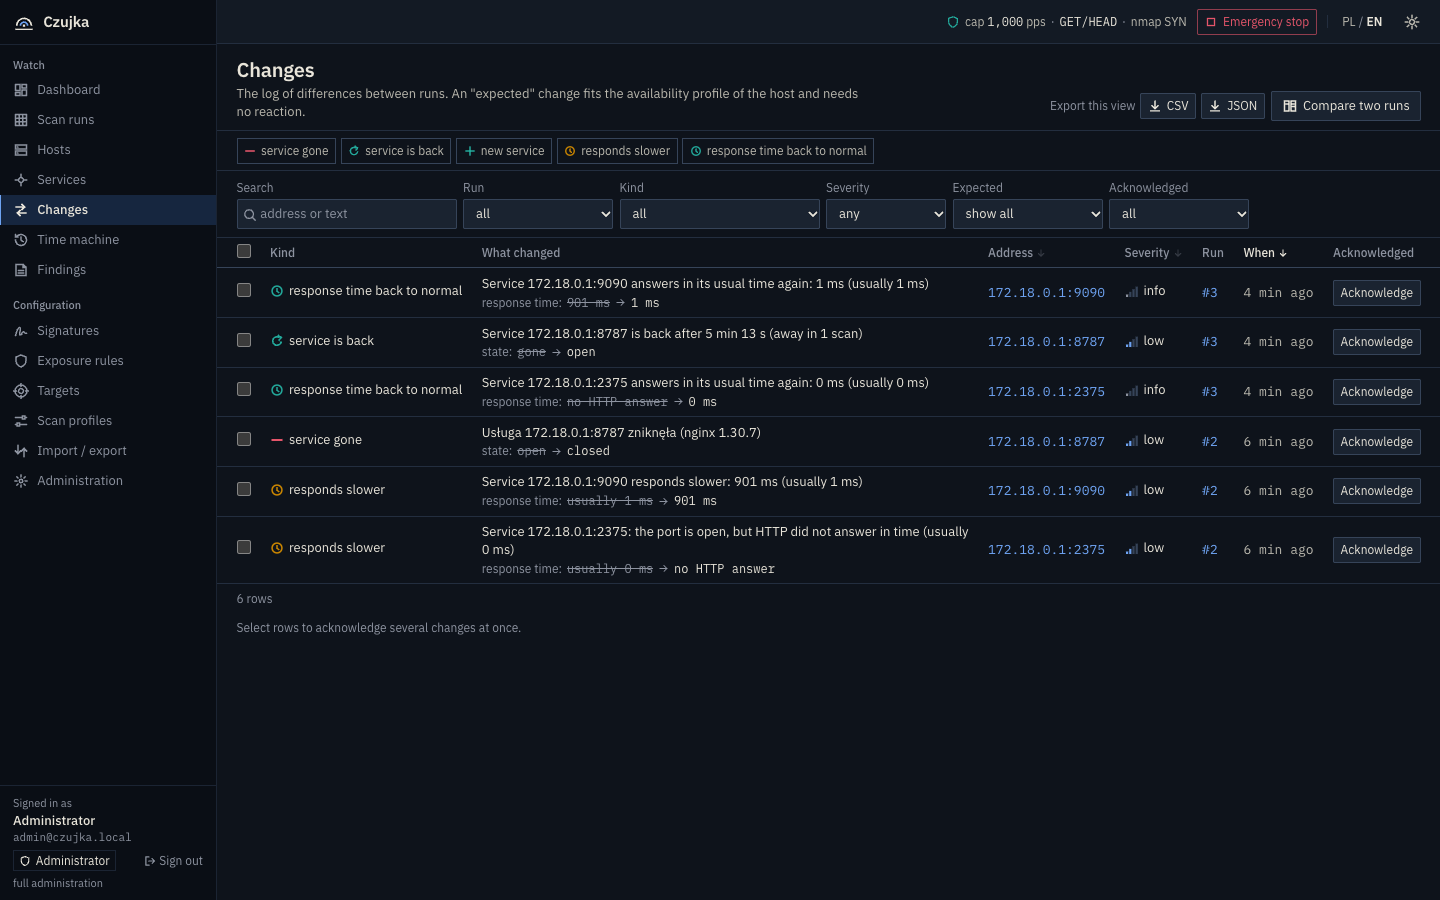 Czujka
cap 1,000 pps · GET/HEAD · nmap SYN
Emergency stop
PL / EN
Watch
Dashboard
Scan runs
Hosts
Services
Changes
Time machine
Findings
Configuration
Signatures
Exposure rules
Targets
Scan profiles
Import / export
Administration
Signed in as
Administrator
admin@czujka.local
Administrator
Sign out
full administration
Changes
The log of differences between runs. An "expected" change fits the availability profile of the host and needs
no reaction.
Export this view
CSV
JSON
Compare two runs
service gone
service is back
new service
responds slower
response time back to normal
Search
Run
Kind
Severity
Expected
Acknowledged
address or text
all
all
any
show all
all
Kind
What changed
Address ↓
Severity ↓
Run
When ↓
Acknowledged
response time back to normal
Service 172.18.0.1:9090 answers in its usual time again: 1 ms (usually 1 ms)
response time: 901 ms → 1 ms
172.18.0.1:9090
info
#3
4 min ago
Acknowledge
service is back
Service 172.18.0.1:8787 is back after 5 min 13 s (away in 1 scan)
state: gone → open
172.18.0.1:8787
low
#3
4 min ago
Acknowledge
response time back to normal
Service 172.18.0.1:2375 answers in its usual time again: 0 ms (usually 0 ms)
response time: no HTTP answer → 0 ms
172.18.0.1:2375
info
#3
4 min ago
Acknowledge
service gone
Usługa 172.18.0.1:8787 zniknęła (nginx 1.30.7)
state: open → closed
172.18.0.1:8787
low
#2
6 min ago
Acknowledge
responds slower
Service 172.18.0.1:9090 responds slower: 901 ms (usually 1 ms)
response time: usually 1 ms → 901 ms
172.18.0.1:9090
low
#2
6 min ago
Acknowledge
responds slower
Service 172.18.0.1:2375: the port is open, but HTTP did not answer in time (usually
0 ms)
response time: usually 0 ms → no HTTP answer
172.18.0.1:2375
low
#2
6 min ago
Acknowledge
6 rows
Select rows to acknowledge several changes at once.